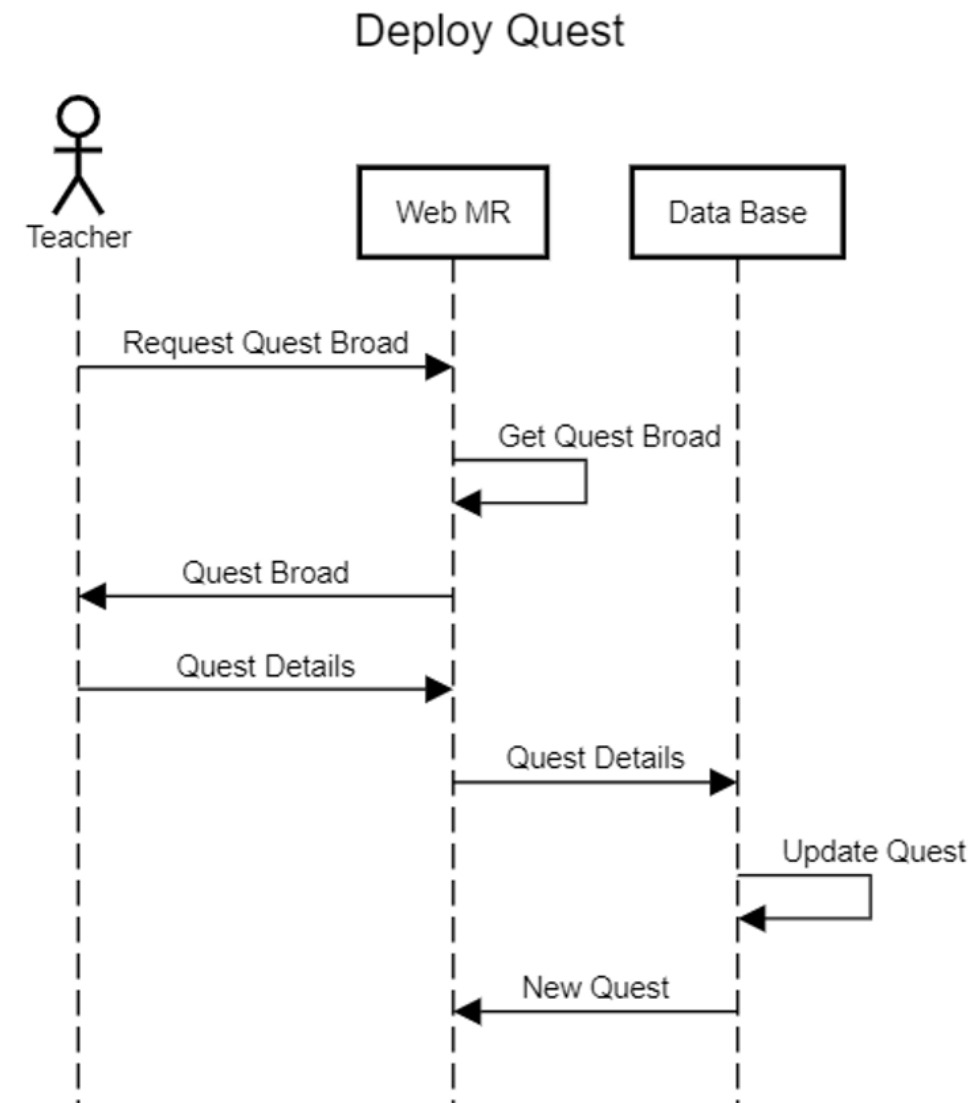 Deploy Quest
Teacher
Web MR
Data Base
Request Quest Broad
Get Quest Broad
Quest Broad
Quest Details
Quest Details
Update Quest
New Quest